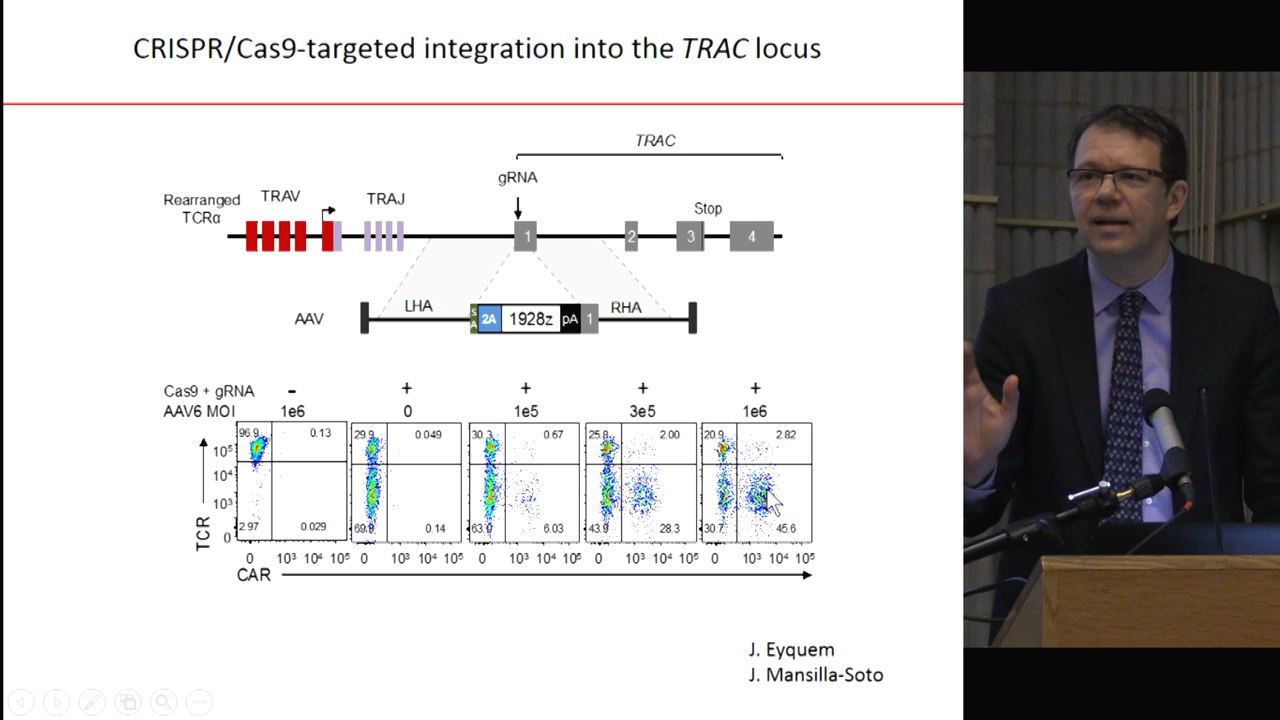 CRISPR/Cas9-targeted integration into the TRAC locus
TRAC
gRNA
Rearranged
TCRα
TRAV
TRAJ
Stop
1
2
3
4
AAV
LHA
SA
2A
1928z
pA
1
RHA
Cas9 + gRNA
-
+
+
+
+
AAV6 MOI
1e6
0
1e5
3e5
1e6
96.9
0.13
29.9
0.049
30.3
0.67
25.8
2.00
20.9
2.82
10⁵
10⁴
10³
0
TCR
2.97
0.029
69.9
0.14
63.0
6.03
43.9
28.3
30.7
45.6
0 10³ 10⁴ 10⁵
0 10³ 10⁴ 10⁵
0 10³ 10⁴ 10⁵
0 10³ 10⁴ 10⁵
0 10³ 10⁴ 10⁵
CAR
J. Eyquem
J. Mansilla-Soto